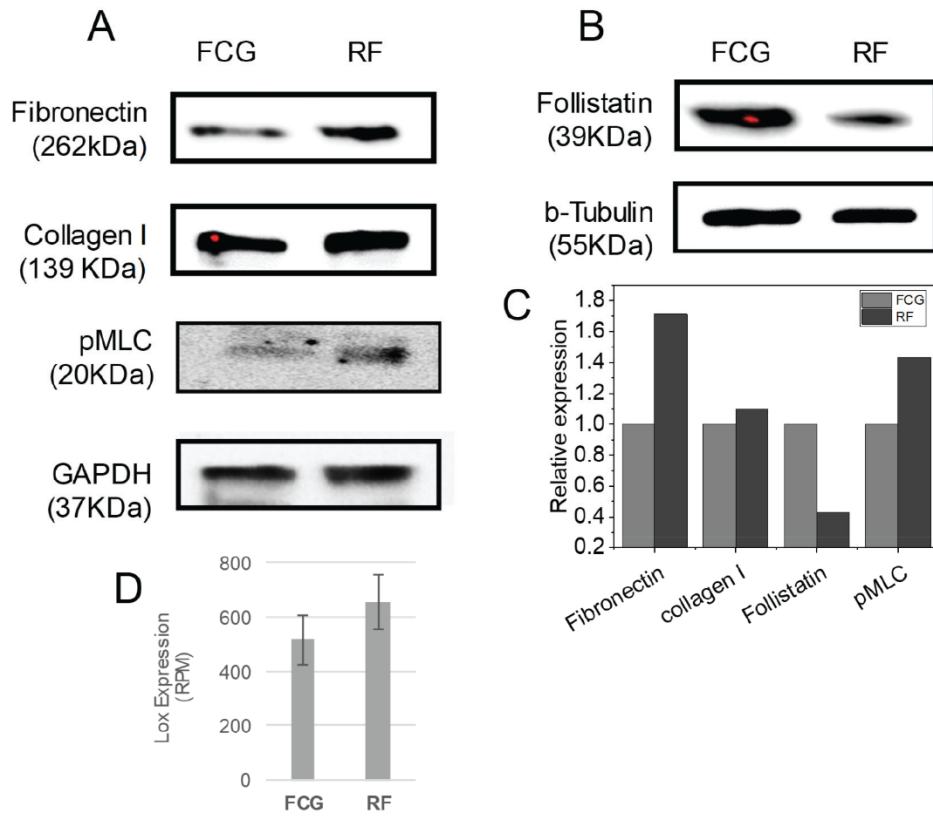 A
FCG RF
Fibronectin
(262kDa)
Collagen I
(139 KDa)
pMLC
(20KDa)
GAPDH
(37KDa)
B
FCG RF
Follistatin
(39KDa)
b-Tubulin
(55KDa)
C
Relative expression
1.8
1.6
1.4
1.2
1.0
0.8
0.6
0.4
0.2
FCG
RF
Fibronectin
collagen I
Follistatin
pMLC
D
Lox Expression
(RPM)
800
600
400
200
0
FCG RF